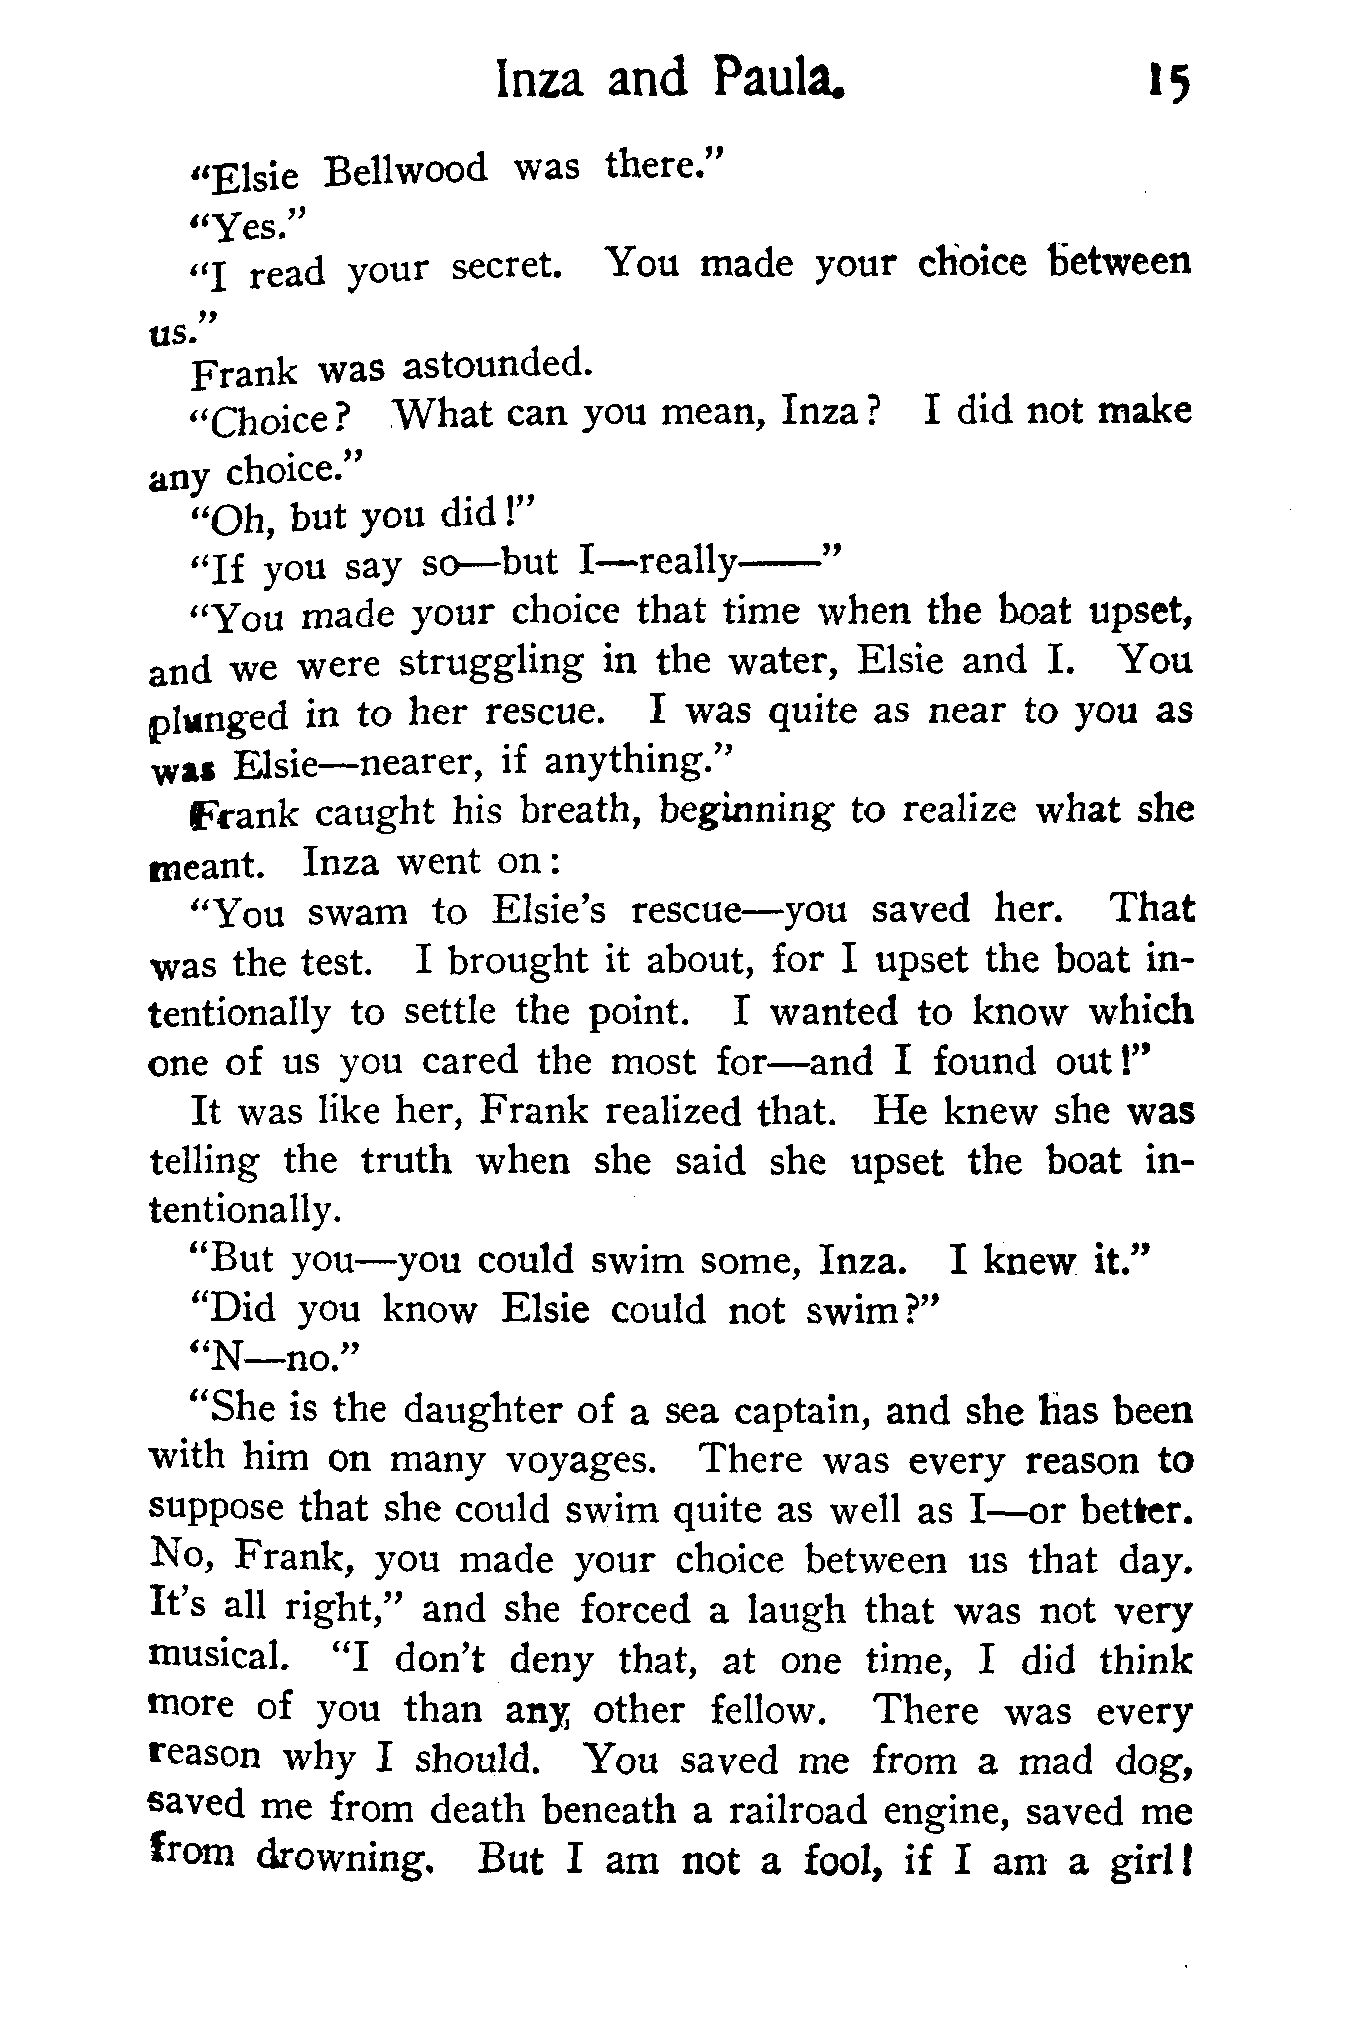 Inza and Paula. 15
"Elsie Bellwood was there."
"Yes."
"I read your secret. You made your choice between
us."
Frank was astounded.
"Choice? What can you mean, Inza? I did not make
any choice."
"Oh, but you did!"
"If you say so—but I—really——"
"You made your choice that time when the boat upset,
and we were struggling in the water, Elsie and I. You
plunged in to her rescue. I was quite as near to you as
was Elsie—nearer, if anything."
Frank caught his breath, beginning to realize what she
meant. Inza went on:
"You swam to Elsie's rescue—you saved her. That
was the test. I brought it about, for I upset the boat in-
tentionally to settle the point. I wanted to know which
one of us you cared the most for—and I found out!"
It was like her, Frank realized that. He knew she was
telling the truth when she said she upset the boat in-
tentionally.
"But you—you could swim some, Inza. I knew it."
"Did you know Elsie could not swim?"
"N—no."
"She is the daughter of a sea captain, and she has been
with him on many voyages. There was every reason to
suppose that she could swim quite as well as I—or better.
No, Frank, you made your choice between us that day.
It's all right," and she forced a laugh that was not very
musical. "I don't deny that, at one time, I did think
more of you than any other fellow. There was every
reason why I should. You saved me from a mad dog,
saved me from death beneath a railroad engine, saved me
from drowning. But I am not a fool, if I am a girl!